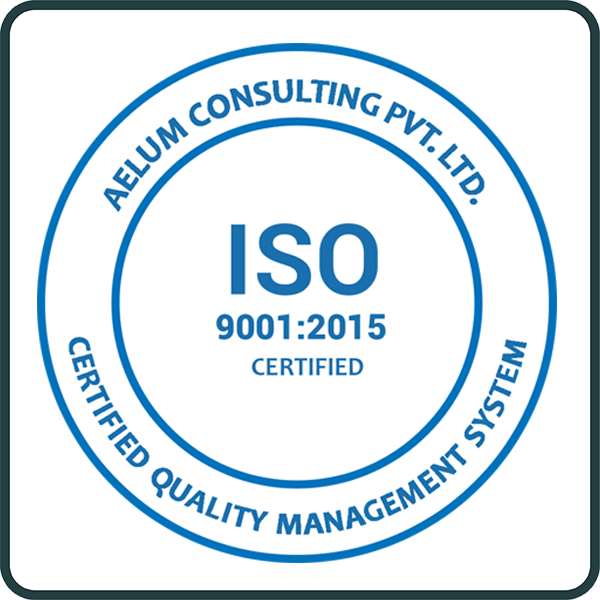 AELUM CONSULTING PVT. LTD.
ISO
9001:2015
CERTIFIED
CERTIFIED QUALITY MANAGEMENT SYSTEM